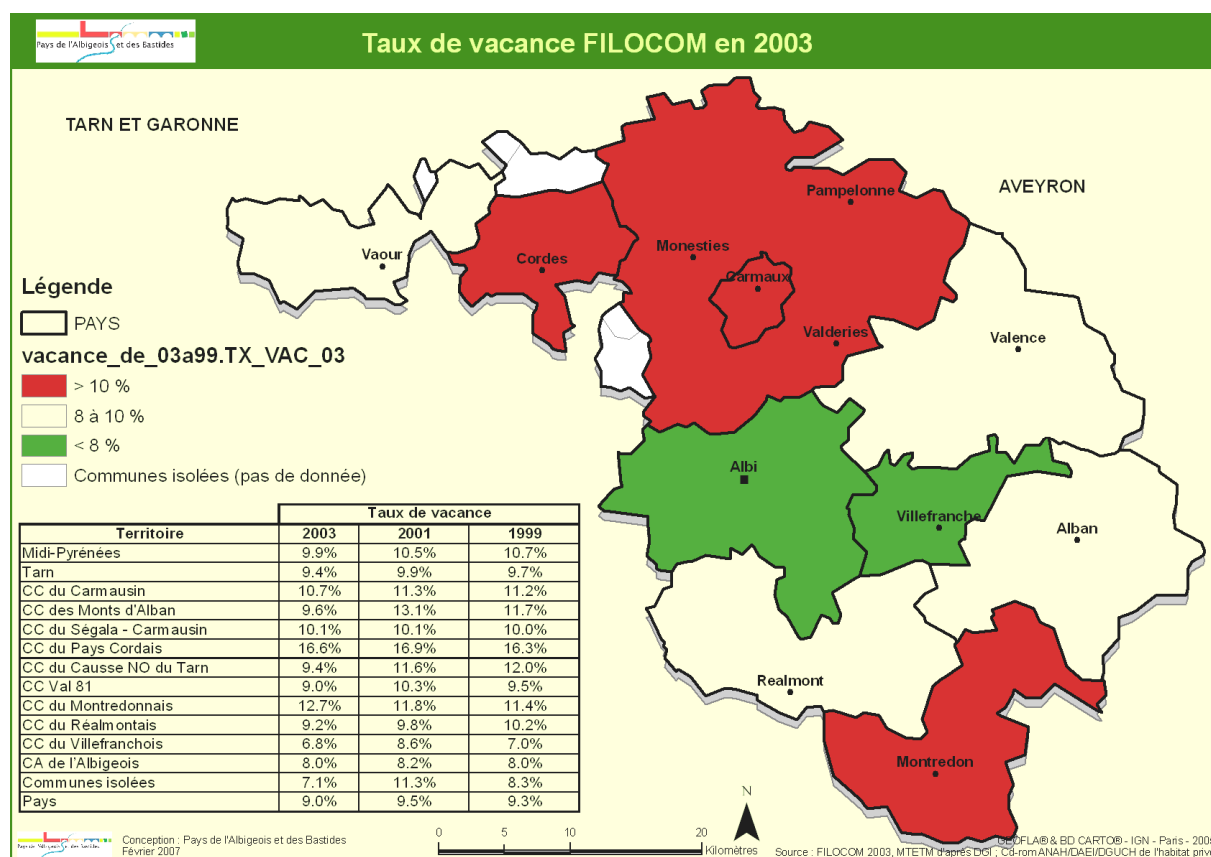 Pays de l'Albigeois et des Bastides
Taux de vacance FILOCOM en 2003
TARN ET GARONNE
AVEYRON
Pampelonne
Monesties
Vaour
Cordes
Carmaux
Valderies
Valence
Albi
Villefranche
Alban
Realmont
Montredon
Légende
PAYS
vacance_de_03a99.TX_VAC_03
> 10 %
8 à 10 %
< 8 %
Communes isolées (pas de donnée)
Taux de vacance
Territoire 2003 2001 1999
Midi-Pyrénées 9.9% 10.5% 10.7%
Tarn 9.4% 9.9% 9.7%
CC du Carmausin 10.7% 11.3% 11.2%
CC des Monts d'Alban 9.6% 13.1% 11.7%
CC du Ségala - Carmausin 10.1% 10.1% 10.0%
CC du Pays Cordais 16.6% 16.9% 16.3%
CC du Causse NO du Tarn 9.4% 11.6% 12.0%
CC Val 81 9.0% 10.3% 9.5%
CC du Montredonnais 12.7% 11.8% 11.4%
CC du Réalmontais 9.2% 9.8% 10.2%
CC du Villefranchois 6.8% 8.6% 7.0%
CA de l'Albigeois 8.0% 8.2% 8.0%
Communes isolées 7.1% 11.3% 8.3%
Pays 9.0% 9.5% 9.3%
Pays de l'Albigeois et des Bastides
Conception : Pays de l'Albigeois et des Bastides
Février 2007
N
0 5 10 20
Kilomètres
& BD CARTO® - IGN - Paris
Source : FILOCOM 2003, MTETM d'après DGI ; Cd-rom ANAH/DAEI/DGUCH de l'habitat privé